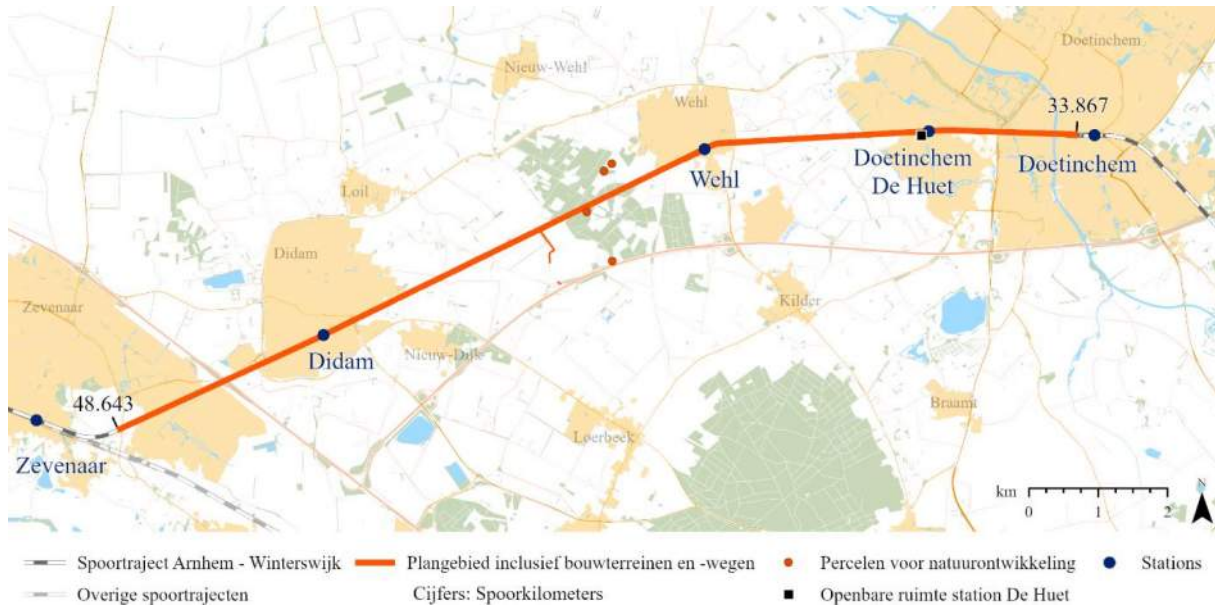 Doetinchem
Nieuw-Wehl
Wehl
33.867
Doetinchem
De Huet
Doetinchem
Wehl
Loil
Didam
Zevenaar
Kilder
Didam
Nieuw-Dijk
48.643
Braamt
Loerbeek
Zevenaar
km
0 1 2
N
Spoortraject Arnhem - Winterswijk
Plangebied inclusief bouwterreinen en -wegen
Percelen voor natuurontwikkeling
Stations
Overige spoortrajecten
Cijfers: Spoorkilometers
Openbare ruimte station De Huet